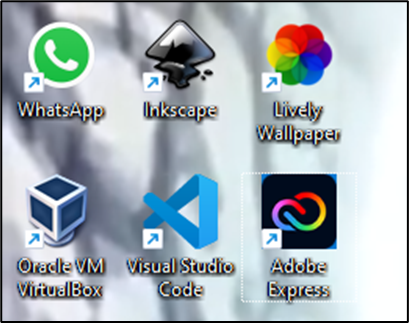 WhatsApp
Inkscape
Lively
Wallpaper
Oracle VM
VirtualBox
Visual Studio
Code
Adobe
Express